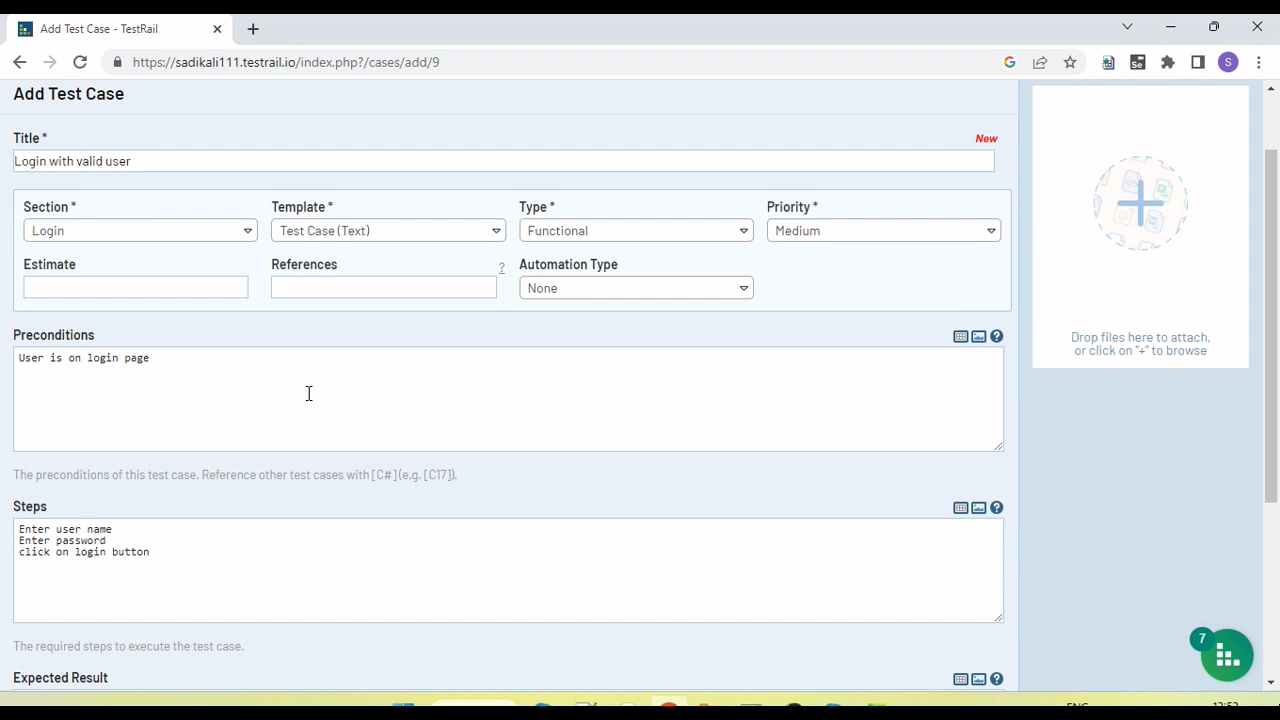 Add Test Case - TestRail
https://sadikali111.testrail.io/index.php?/cases/add/9
Se
S
Add Test Case
Title *
New
Login with valid user
Section *
Template *
Type *
Priority *
Login
Test Case (Text)
Functional
Medium
Estimate
References
?
Automation Type
None
Drop files here to attach,
or click on "+" to browse
Preconditions
?
User is on login page
The preconditions of this test case. Reference other test cases with [C#] (e.g. [C17]).
Steps
?
Enter user name
Enter password
click on login button
The required steps to execute the test case.
7
Expected Result
?